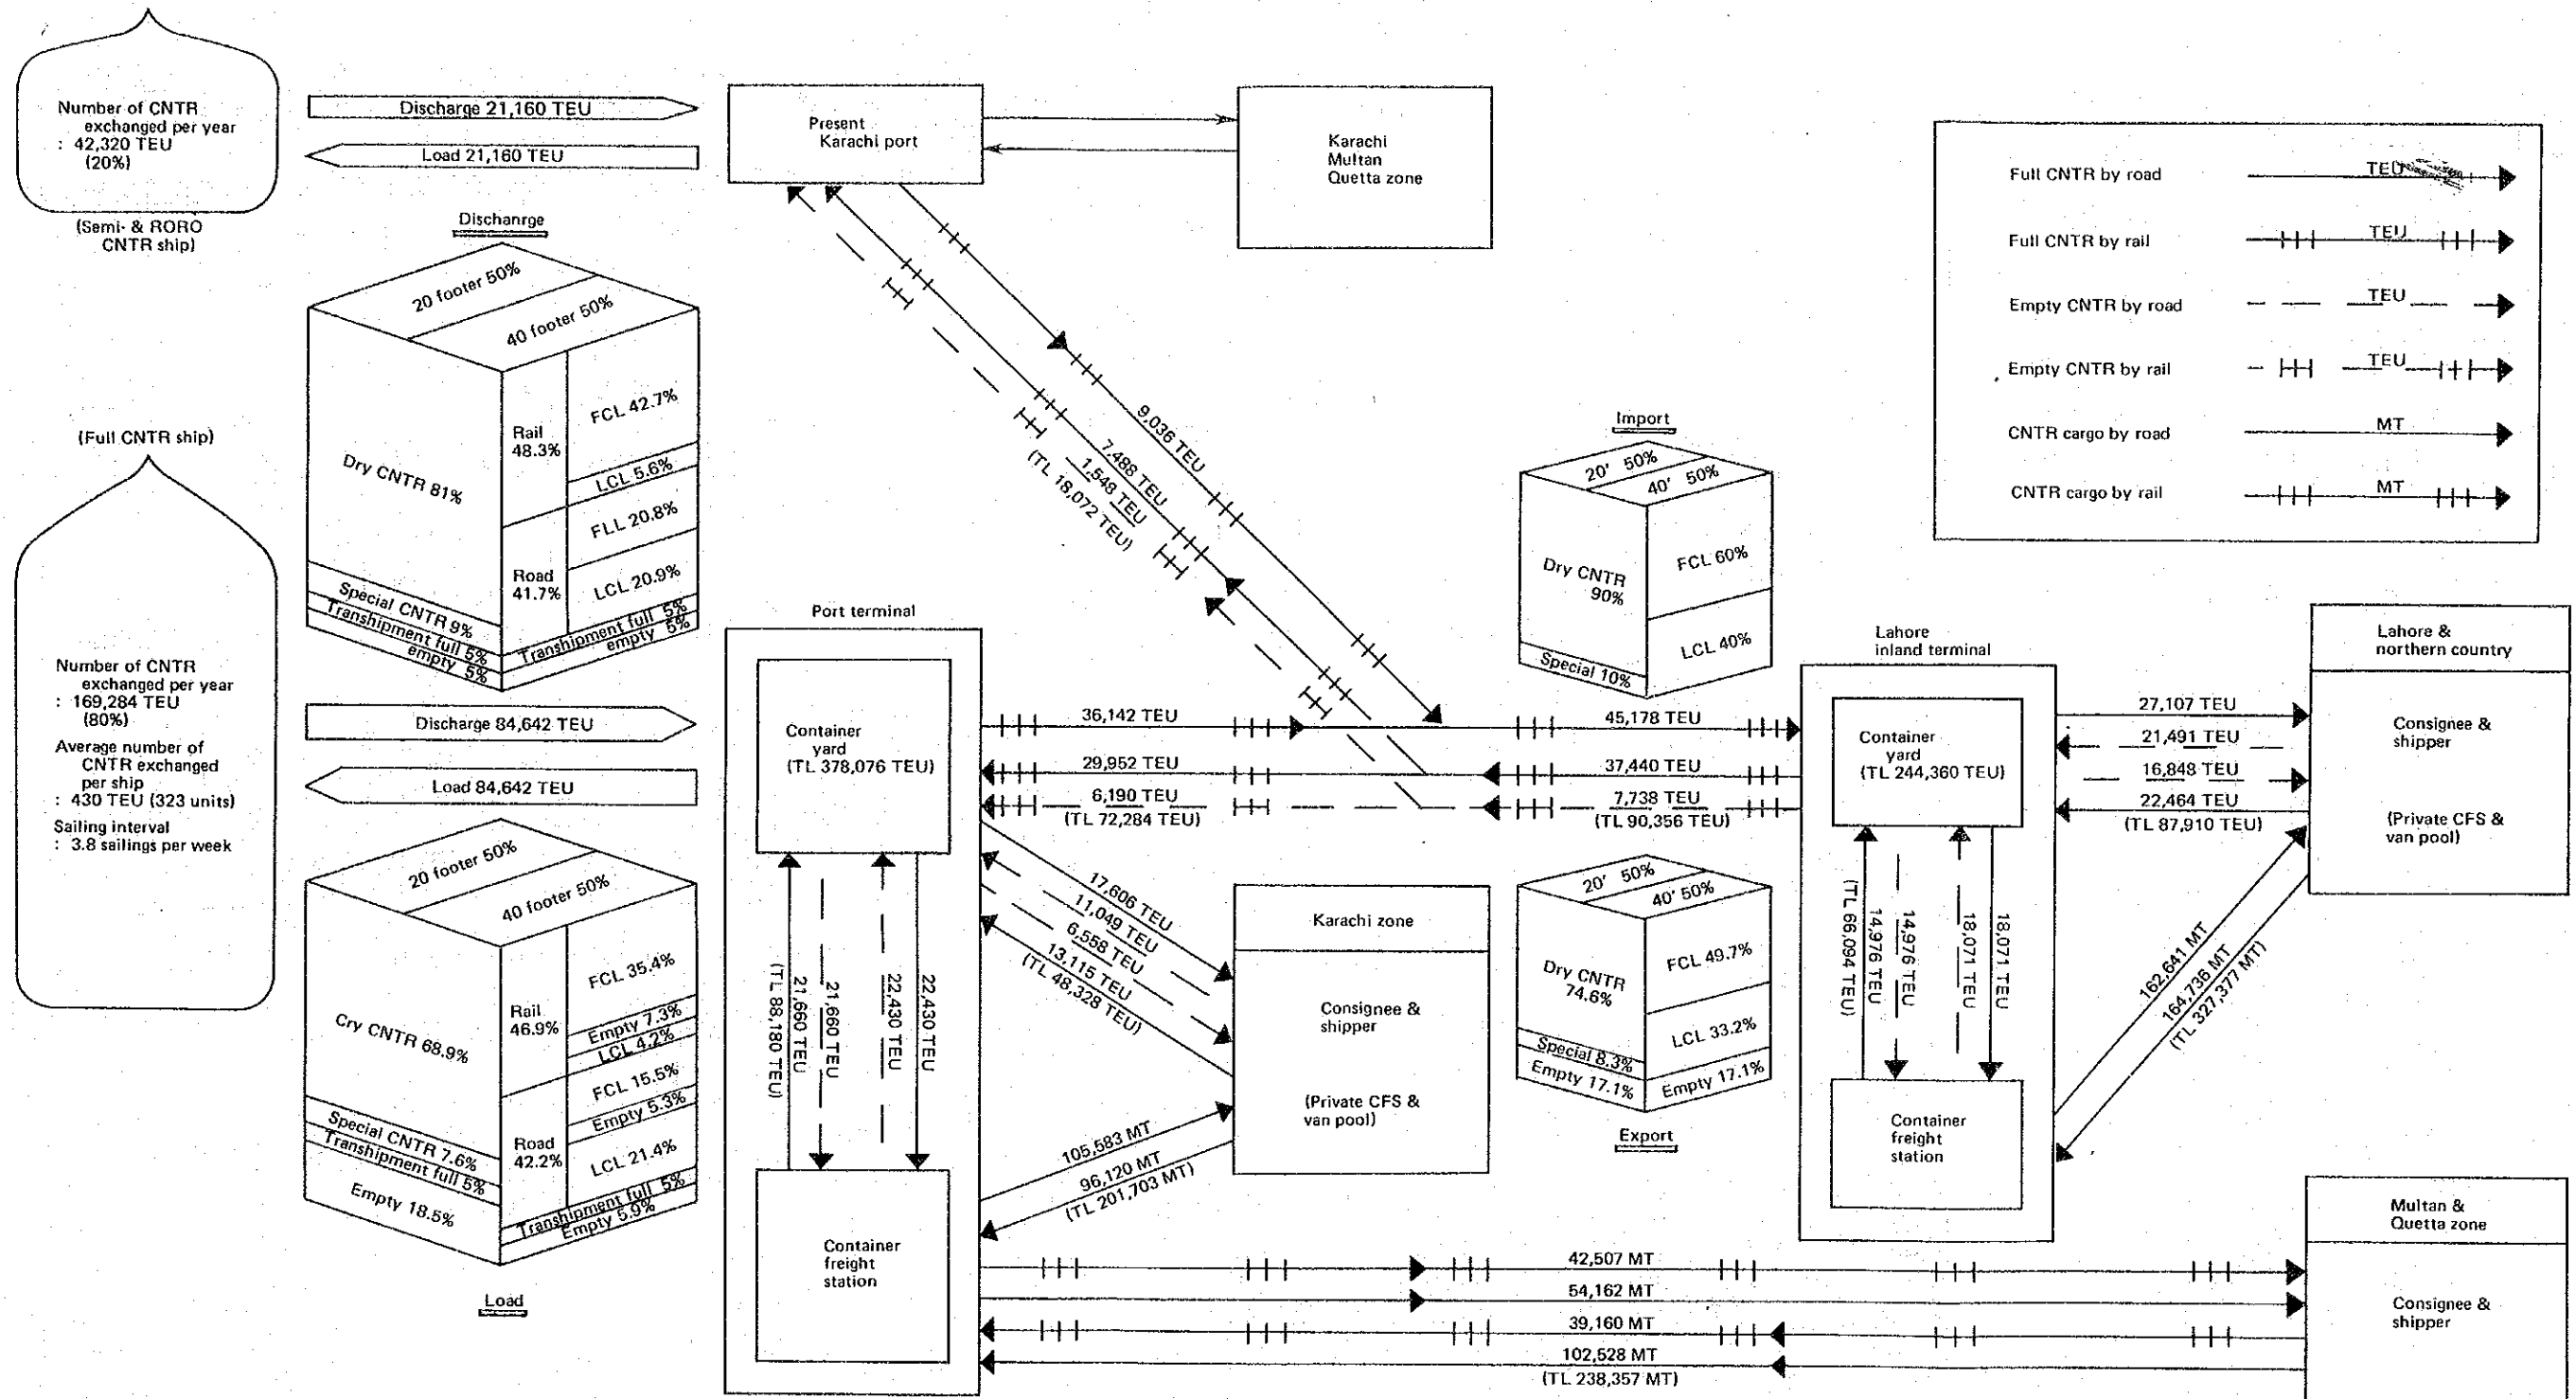 Number of CNTR
exchanged per year
: 42,320 TEU
(20%)
(Semi- & RORO
CNTR ship)
Discharge 21,160 TEU
Load 21,160 TEU
Present
Karachi port
Karachi
Multan
Quetta zone
Full CNTR by road
TEU
Full CNTR by rail
TEU
Empty CNTR by road
TEU
Empty CNTR by rail
TEU
CNTR cargo by road
MT
CNTR cargo by rail
MT
Dischanrge
20 footer 50%
40 footer 50%
Dry CNTR 81%
Special CNTR 9%
Transhipment full 5%
empty 5%
Rail
48.3%
FCL 42.7%
LCL 5.6%
Road
41.7%
FLL 20.8%
LCL 20.9%
Transhipment full 5%
empty 5%
9,036 TEU
7,488 TEU
1,548 TEU
(TL 18,072 TEU)
Import
20' 50%
40' 50%
Dry CNTR
90%
Special 10%
FCL 60%
LCL 40%
(Full CNTR ship)
Number of CNTR
exchanged per year
: 169,284 TEU
(80%)
Average number of
CNTR exchanged
per ship
: 430 TEU (323 units)
Sailing interval
: 3.8 sailings per week
Discharge 84,642 TEU
Load 84,642 TEU
Port terminal
Container
yard
(TL 378,076 TEU)
36,142 TEU
45,178 TEU
29,952 TEU
37,440 TEU
6,190 TEU
(TL 72,284 TEU)
7,738 TEU
(TL 90,356 TEU)
Lahore
inland terminal
Container
yard
(TL 244,360 TEU)
27,107 TEU
21,491 TEU
16,848 TEU
22,464 TEU
(TL 87,910 TEU)
Lahore &
northern country
Consignee &
shipper
(Private CFS &
van pool)
20 footer 50%
40 footer 50%
Cry CNTR 68.9%
Special CNTR 7.6%
Transhipment full 5%
Empty 18.5%
Rail
46.9%
FCL 35.4%
Empty 7.3%
LCL 4.2%
Road
42.2%
FCL 15.5%
Empty 5.3%
LCL 21.4%
Transhipment full 5%
Empty 5.9%
Load
(TL 88,180 TEU)
21,660 TEU
21,660 TEU
22,430 TEU
22,430 TEU
Container
freight
station
17,606 TEU
11,049 TEU
6,558 TEU
13,115 TEU
(TL 48,328 TEU)
Karachi zone
Consignee &
shipper
(Private CFS &
van pool)
105,583 MT
96,120 MT
(TL 201,703 MT)
20' 50%
40' 50%
Dry CNTR
74.6%
Special 8.3%
Empty 17.1%
FCL 49.7%
LCL 33.2%
Empty 17.1%
Export
(TL 66,094 TEU)
14,976 TEU
14,976 TEU
18,071 TEU
18,071 TEU
Container
freight
station
162,641 MT
164,736 MT
(TL 327,377 MT)
42,507 MT
54,162 MT
39,160 MT
102,528 MT
(TL 238,357 MT)
Multan &
Quetta zone
Consignee &
shipper